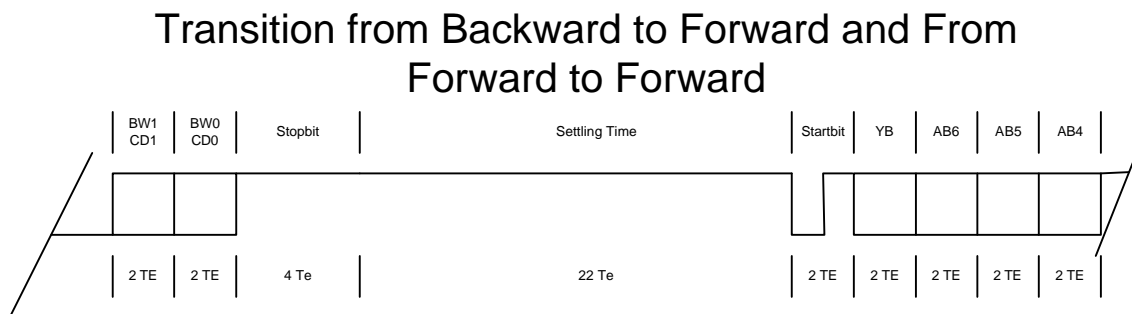 Transition from Backward to Forward and From
Forward to Forward
BW1 BW0 Stopbit Settling Time Startbit YB AB6 AB5 AB4
CD1 CD0
2 TE 2 TE 4 Te 22 Te 2 TE 2 TE 2 TE 2 TE 2 TE